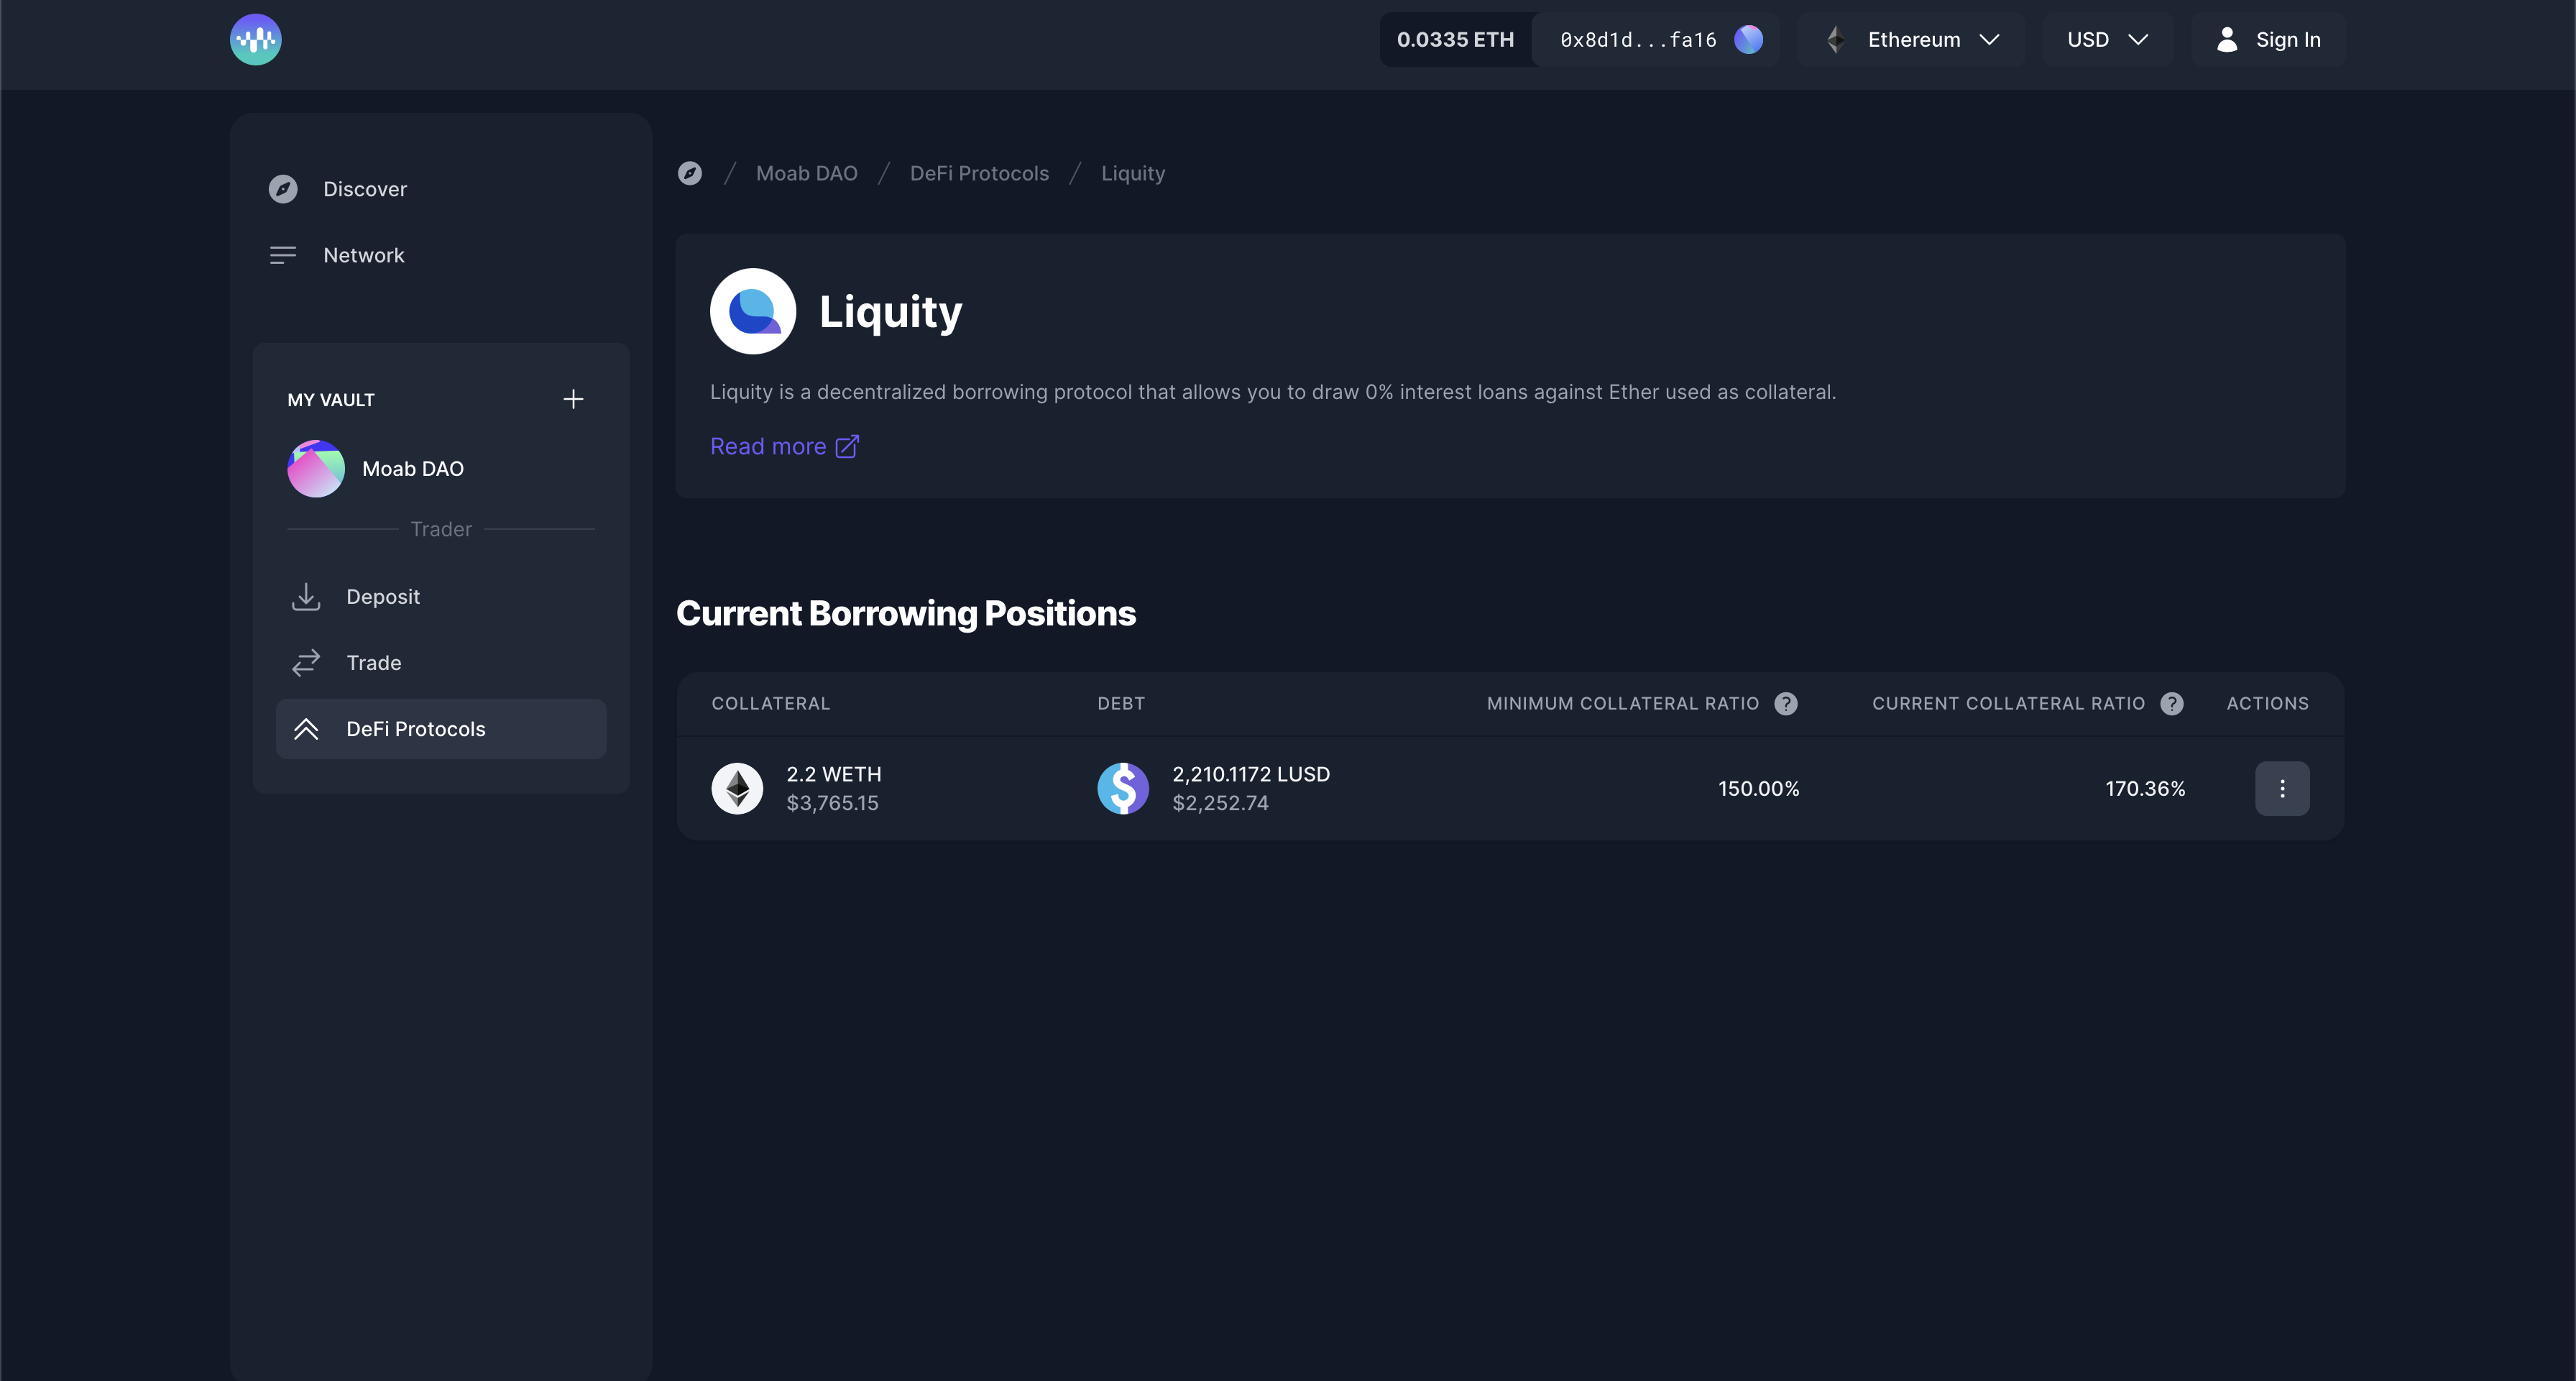 0.0335 ETH 0x8d1d...fa16 Ethereum USD Sign In
Discover
Network
MY VAULT
Moab DAO
Trader
Deposit
Trade
DeFi Protocols
/ Moab DAO / DeFi Protocols / Liquity
Liquity
Liquity is a decentralized borrowing protocol that allows you to draw 0% interest loans against Ether used as collateral.
Read more
Current Borrowing Positions
COLLATERAL DEBT MINIMUM COLLATERAL RATIO ? CURRENT COLLATERAL RATIO ? ACTIONS
2.2 WETH 2,210.1172 LUSD 150.00% 170.36%
$3,765.15 $2,252.74